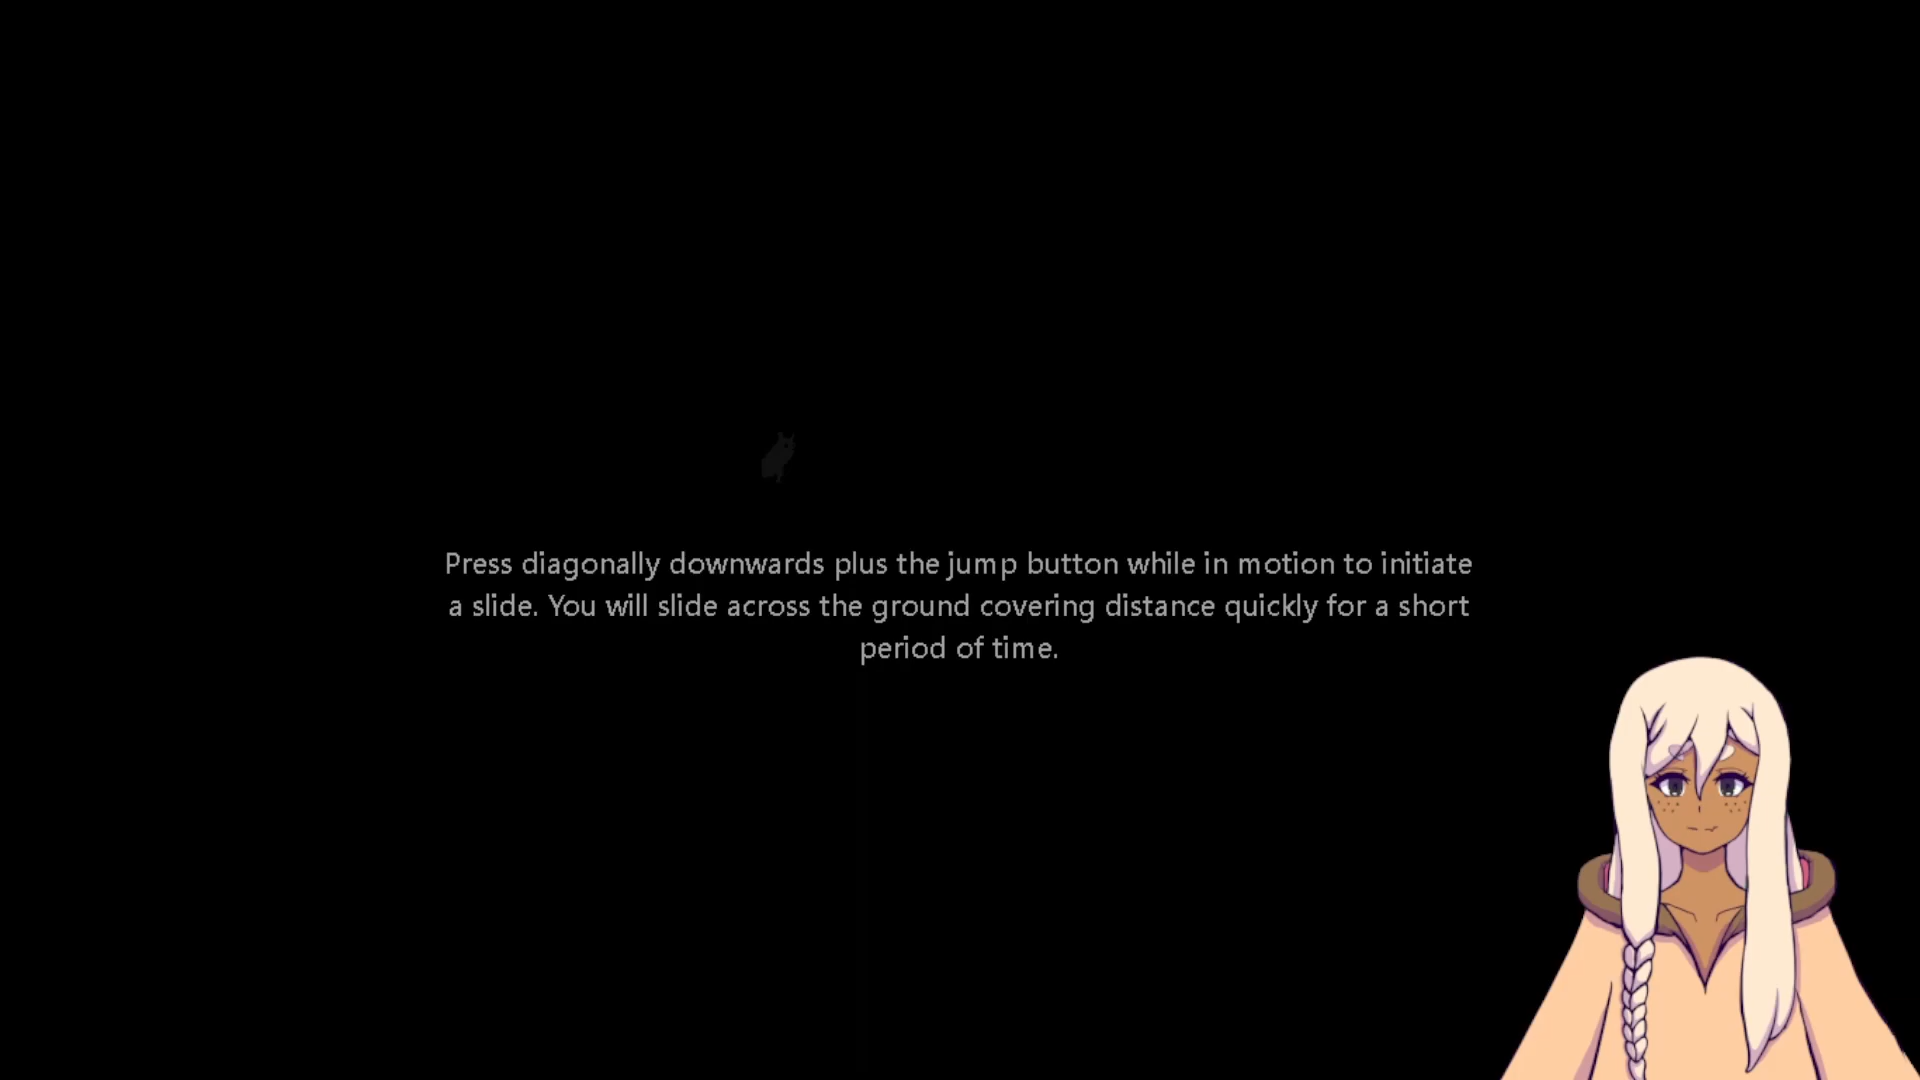 Press diagonally downwards plus the jump button while in motion to initiate
a slide. You will slide across the ground covering distance quickly for a short
period of time.